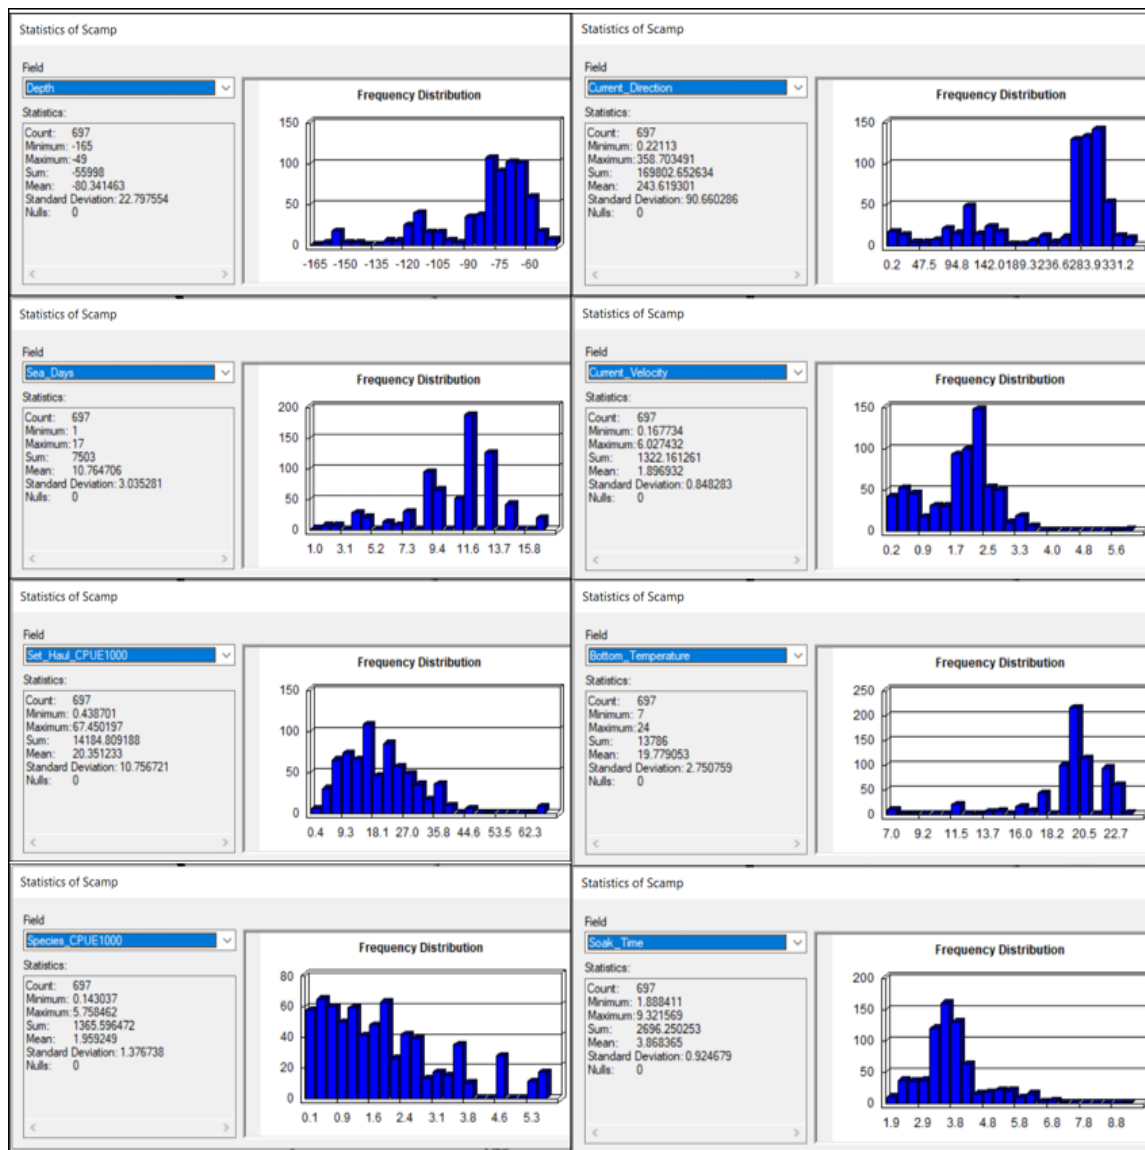 Statistics of Scamp
Field
Depth
Statistics:
Count: 697
Minimum: -165
Maximum: -49
Sum: -55998
Mean: -80.341463
Standard Deviation: 22.797554
Nulls: 0
Frequency Distribution
150
100
50
0
-165 -150 -135 -120 -105 -90 -75 -60
Statistics of Scamp
Field
Current_Direction
Statistics:
Count: 697
Minimum: 0.22113
Maximum: 358.703491
Sum: 169802.652634
Mean: 243.619301
Standard Deviation: 90.660286
Nulls: 0
Frequency Distribution
150
100
50
0
0.2 47.5 94.8 142.0189.3236.6283.9331.2
Statistics of Scamp
Field
Sea_Days
Statistics:
Count: 697
Minimum: 1
Maximum: 17
Sum: 7503
Mean: 10.764706
Standard Deviation: 3.035281
Nulls: 0
Frequency Distribution
200
150
100
50
0
1.0 3.1 5.2 7.3 9.4 11.6 13.7 15.8
Statistics of Scamp
Field
Current_Velocity
Statistics:
Count: 697
Minimum: 0.167734
Maximum: 6.027432
Sum: 1322.161261
Mean: 1.896932
Standard Deviation: 0.848283
Nulls: 0
Frequency Distribution
150
100
50
0
0.2 0.9 1.7 2.5 3.3 4.0 4.8 5.6
Statistics of Scamp
Field
Set_Haul_CPUE1000
Statistics:
Count: 697
Minimum: 0.438701
Maximum: 67.450197
Sum: 14184.809188
Mean: 20.351233
Standard Deviation: 10.756721
Nulls: 0
Frequency Distribution
150
100
50
0
0.4 9.3 18.1 27.0 35.8 44.6 53.5 62.3
Statistics of Scamp
Field
Bottom_Temperature
Statistics:
Count: 697
Minimum: 7
Maximum: 24
Sum: 13786
Mean: 19.779053
Standard Deviation: 2.750759
Nulls: 0
Frequency Distribution
250
200
150
100
50
0
7.0 9.2 11.5 13.7 16.0 18.2 20.5 22.7
Statistics of Scamp
Field
Species_CPUE1000
Statistics:
Count: 697
Minimum: 0.143037
Maximum: 5.758462
Sum: 1365.596472
Mean: 1.959249
Standard Deviation: 1.376738
Nulls: 0
Frequency Distribution
80
60
40
20
0
0.1 0.9 1.6 2.4 3.1 3.8 4.6 5.3
Statistics of Scamp
Field
Soak_Time
Statistics:
Count: 697
Minimum: 1.888411
Maximum: 9.321569
Sum: 2696.250253
Mean: 3.868365
Standard Deviation: 0.924679
Nulls: 0
Frequency Distribution
200
150
100
50
0
1.9 2.9 3.8 4.8 5.8 6.8 7.8 8.8